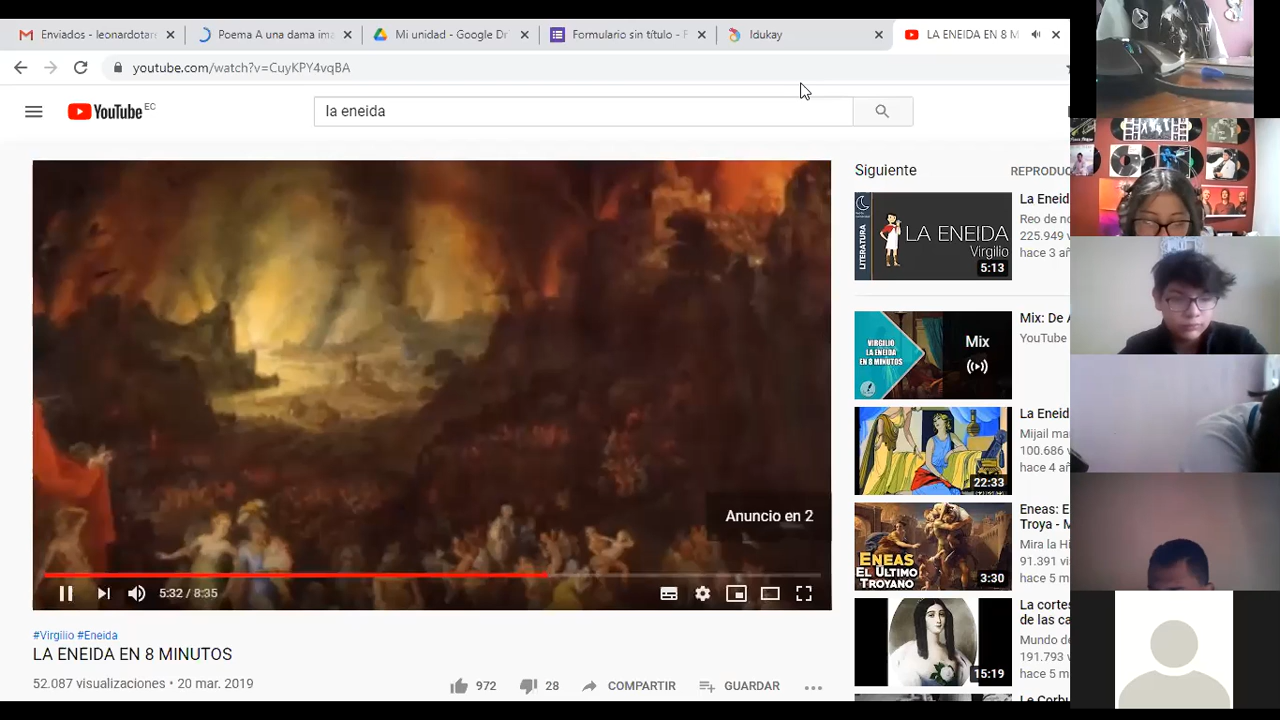 Enviados - leonardotar
Poema A una dama ima
Mi unidad - Google Dr
Formulario sin título - F
Idukay
LA ENEIDA EN 8 M
youtube.com/watch?v=CuyKPY4vqBA
YouTube EC
la eneida
Siguiente
REPRODUC
LITERATURA
LA ENEIDA
Virgilio
5:13
La Eneid
Reo de no
225.949 v
hace 3 añ
VIRGILIO
LA ENEIDA
EN 8 MINUTOS
Mix
Mix: De A
YouTube
22:33
La Eneid
Mijail ma
100.686 v
hace 4 añ
ENEAS
EL ÚLTIMO
TROYANO
3:30
Eneas: E
Troya - M
Mira la Hi
91.391 vi
hace 5 m
15:19
La cortes
de las ca
Mundo de
191.793 v
hace 5 m
La Corbu
Anuncio en 2
5:32 / 8:35
#Virgilio #Eneida
LA ENEIDA EN 8 MINUTOS
52.087 visualizaciones • 20 mar. 2019
972
28
COMPARTIR
GUARDAR